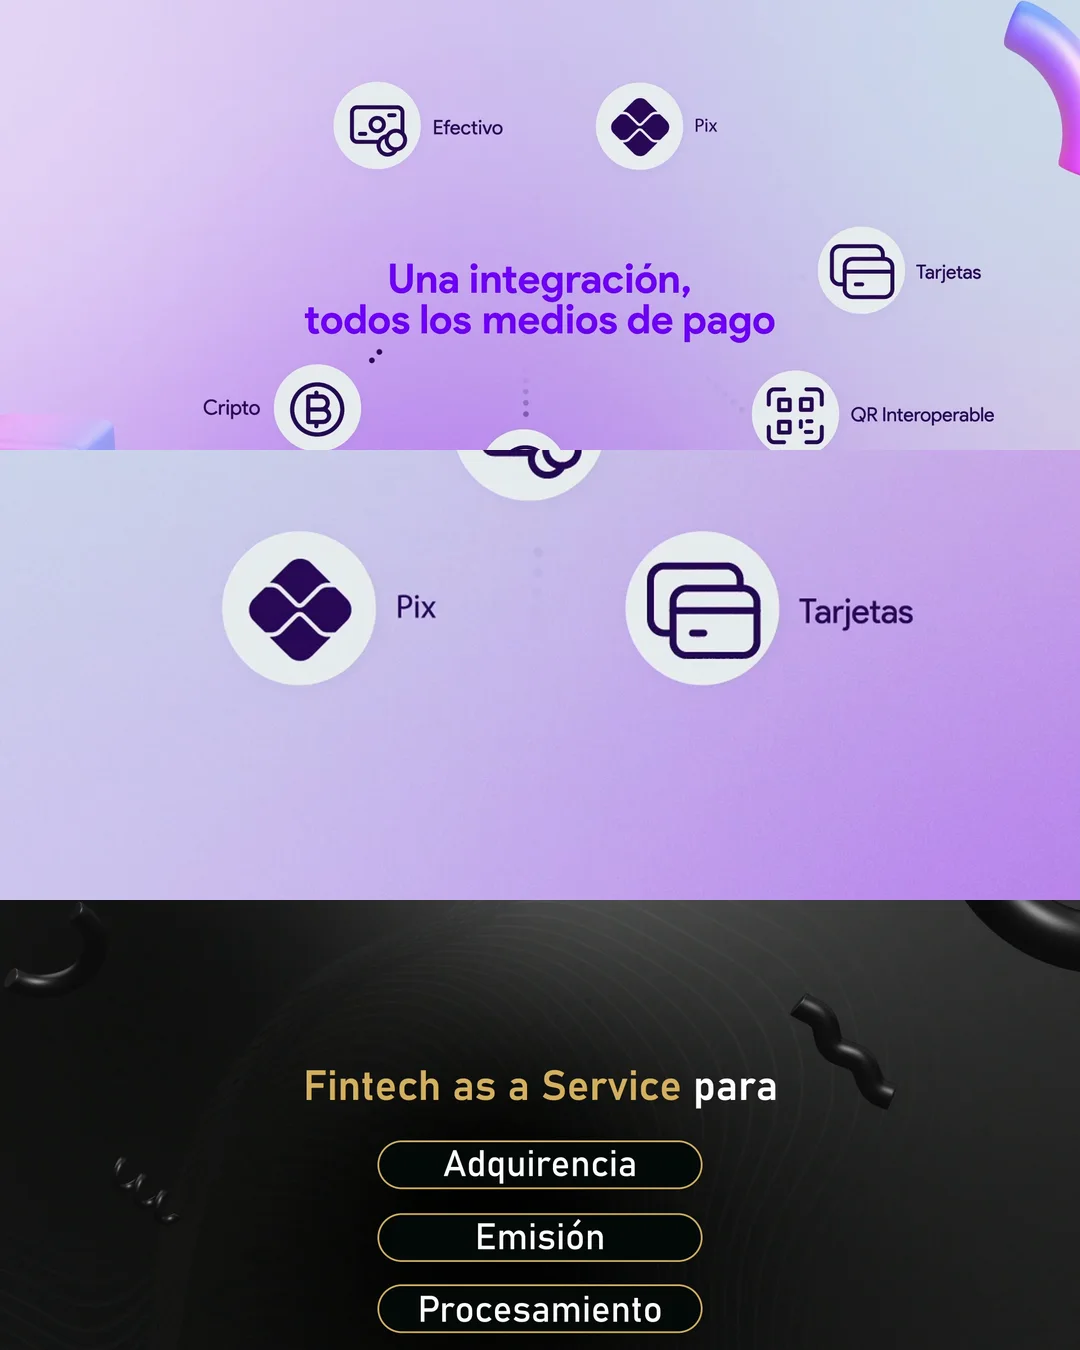 Efectivo
Pix
Una integración,
todos los medios de pago
Tarjetas
Cripto
QR Interoperable
Pix
Tarjetas
Fintech as a Service para
Adquirencia
Emisión
Procesamiento